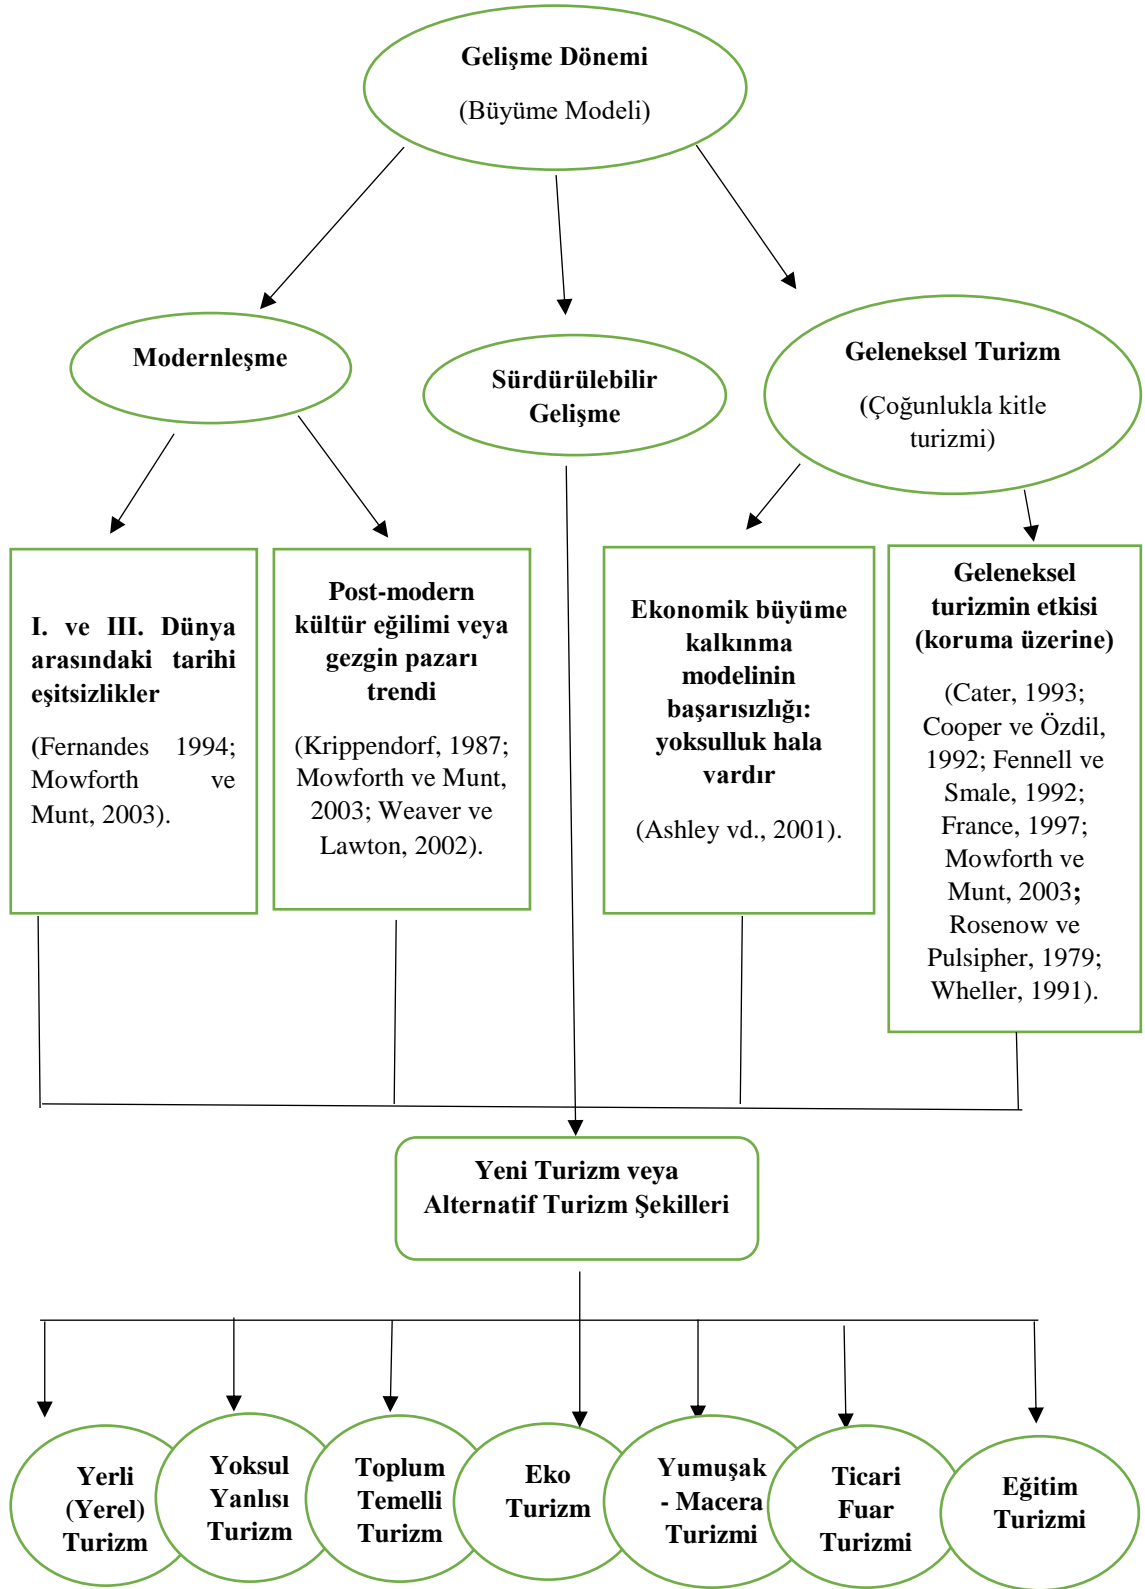 Gelişme Dönemi
(Büyüme Modeli)
Modernleşme
Sürdürülebilir
Gelişme
Geleneksel Turizm
(Çoğunlukla kitle
turizmi)
I. ve III. Dünya
arasındaki tarihi
eşitsizlikler
(Fernandes 1994;
Mowforth ve
Munt, 2003).
Post-modern
kültür eğilimi veya
gezgin pazarı
trendi
(Krippendorf, 1987;
Mowforth ve Munt,
2003; Weaver ve
Lawton, 2002).
Ekonomik büyüme
kalkınma
modelinin
başarısızlığı:
yoksulluk hala
vardır
(Ashley vd., 2001).
Geleneksel
turizmin etkisi
(koruma üzerine)
(Cater, 1993;
Cooper ve Özdil,
1992; Fennell ve
Smale, 1992;
France, 1997;
Mowforth ve
Munt, 2003;
Rosenow ve
Pulsipher, 1979;
Wheller, 1991).
Yeni Turizm veya
Alternatif Turizm Şekilleri
Yerli
(Yerel)
Turizm
Yoksul
Yanlısı
Turizm
Toplum
Temelli
Turizm
Eko
Turizm
Yumuşak
- Macera
Turizmi
Ticari
Fuar
Turizmi
Eğitim
Turizmi